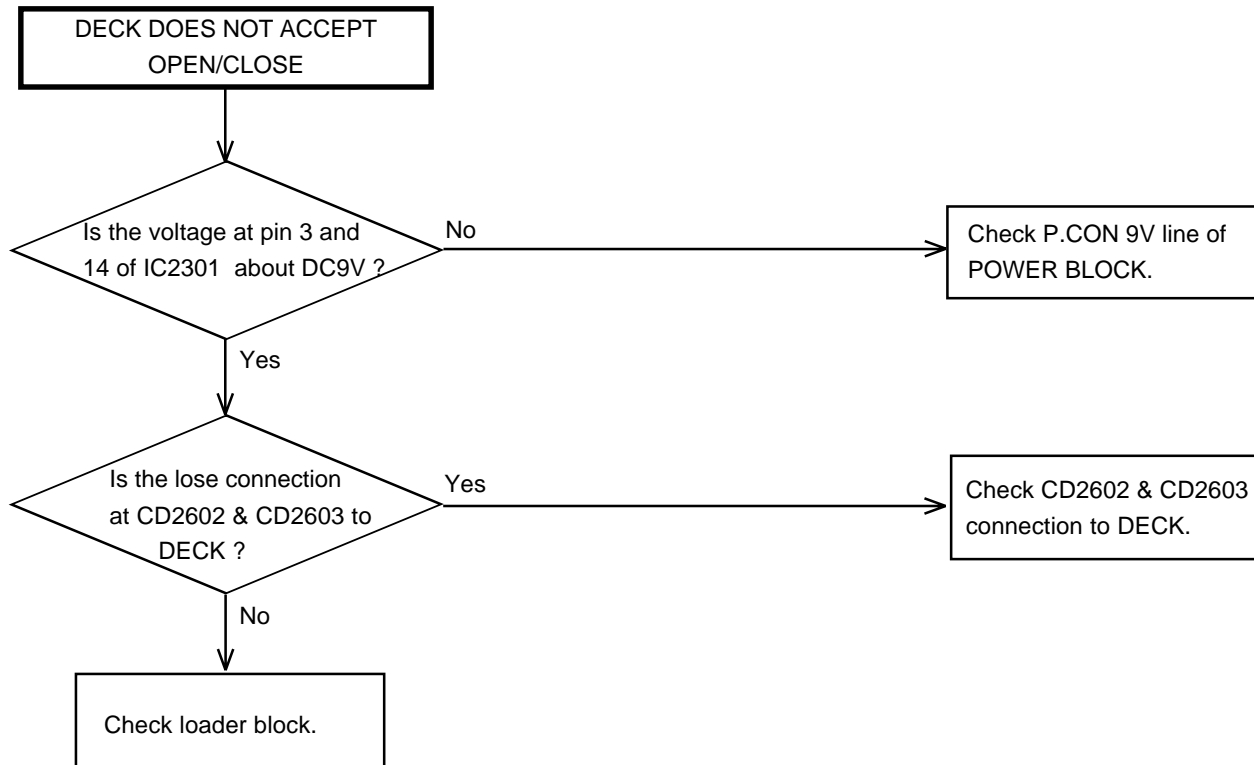 DECK DOES NOT ACCEPT
OPEN/CLOSE
Is the voltage at pin 3 and
14 of IC2301 about DC9V ?
No
Check P.CON 9V line of
POWER BLOCK.
Yes
Is the lose connection
at CD2602 & CD2603 to
DECK ?
Yes
Check CD2602 & CD2603
connection to DECK.
No
Check loader block.